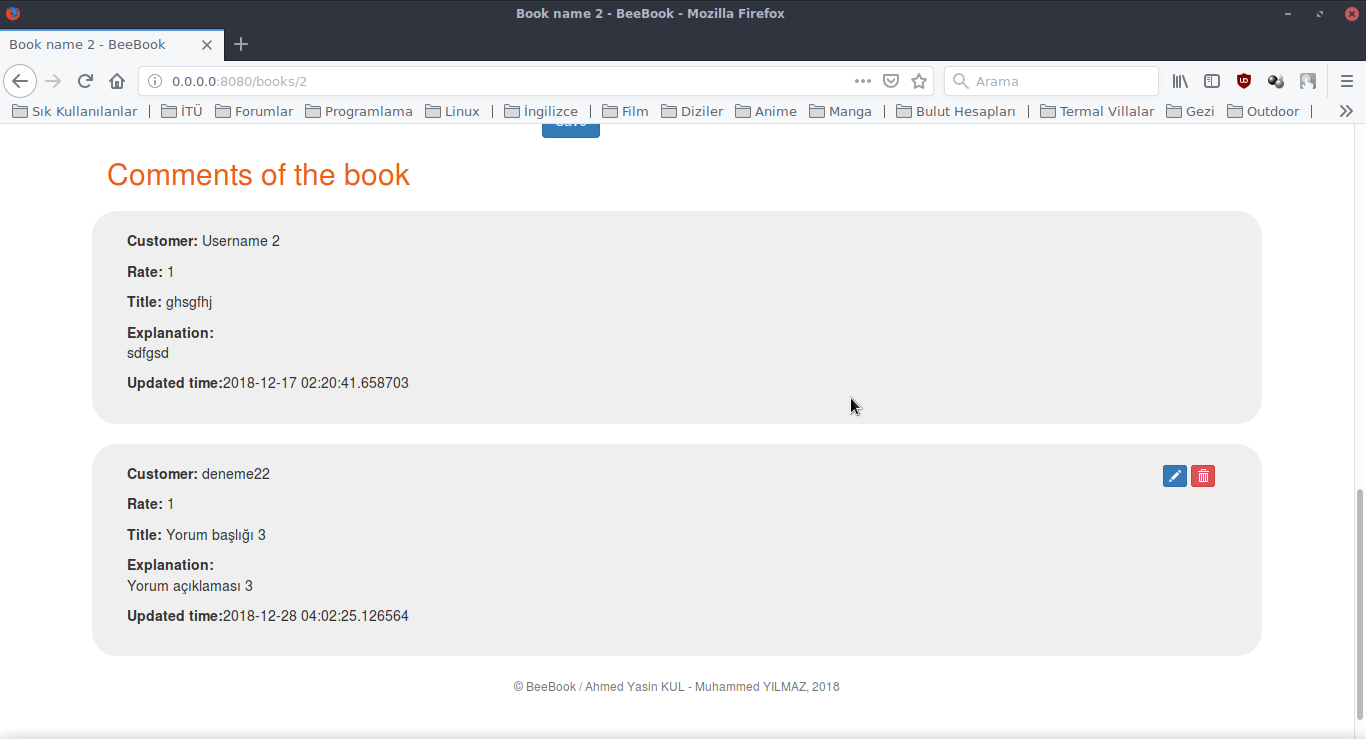 Book name 2 - BeeBook - Mozilla Firefox
Book name 2 - BeeBook
0.0.0.0:8080/books/2
Arama
Sık Kullanılanlar | İTÜ Forumlar Programlama Linux | İngilizce | Film Diziler Anime Manga | Bulut Hesapları | Termal Villalar Gezi Outdoor |
Comments of the book
Customer: Username 2
Rate: 1
Title: ghsgfhj
Explanation:
sdfgsd
Updated time:2018-12-17 02:20:41.658703
Customer: deneme22
Rate: 1
Title: Yorum başlığı 3
Explanation:
Yorum açıklaması 3
Updated time:2018-12-28 04:02:25.126564
© BeeBook / Ahmed Yasin KUL - Muhammed YILMAZ, 2018